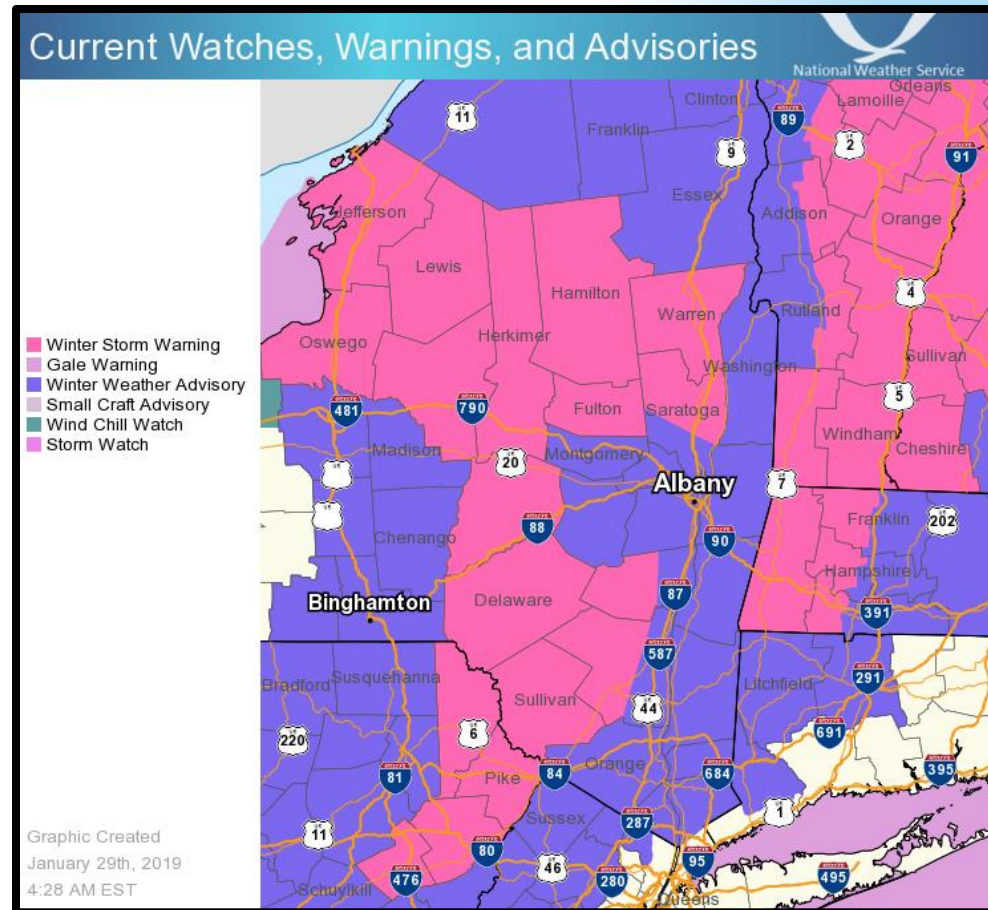 Current Watches, Warnings, and Advisories
National Weather Service
Winter Storm Warning
Gale Warning
Winter Weather Advisory
Small Craft Advisory
Wind Chill Watch
Storm Watch
Graphic Created
January 29th, 2019
4:28 AM EST
Clinton
Orleans
Lamoille
11
89
Franklin
2
9
91
Essex
Jefferson
Addison
Orange
Lewis
4
Hamilton
Warren
Rutland
Oswego
Herkimer
Sullivan
Washington
481
790
Fulton
Saratoga
5
Madison
20
Montgomery
Windham
Cheshire
Albany
7
88
Franklin
202
Chenango
90
Hampshire
Binghamton
Delaware
87
391
587
Bradford
Susquehanna
Sullivan
Litchfield
291
44
220
6
691
81
Pike
84
Orange
684
395
11
Sussex
287
1
80
46
95
476
280
495
Schuylkill
Queens